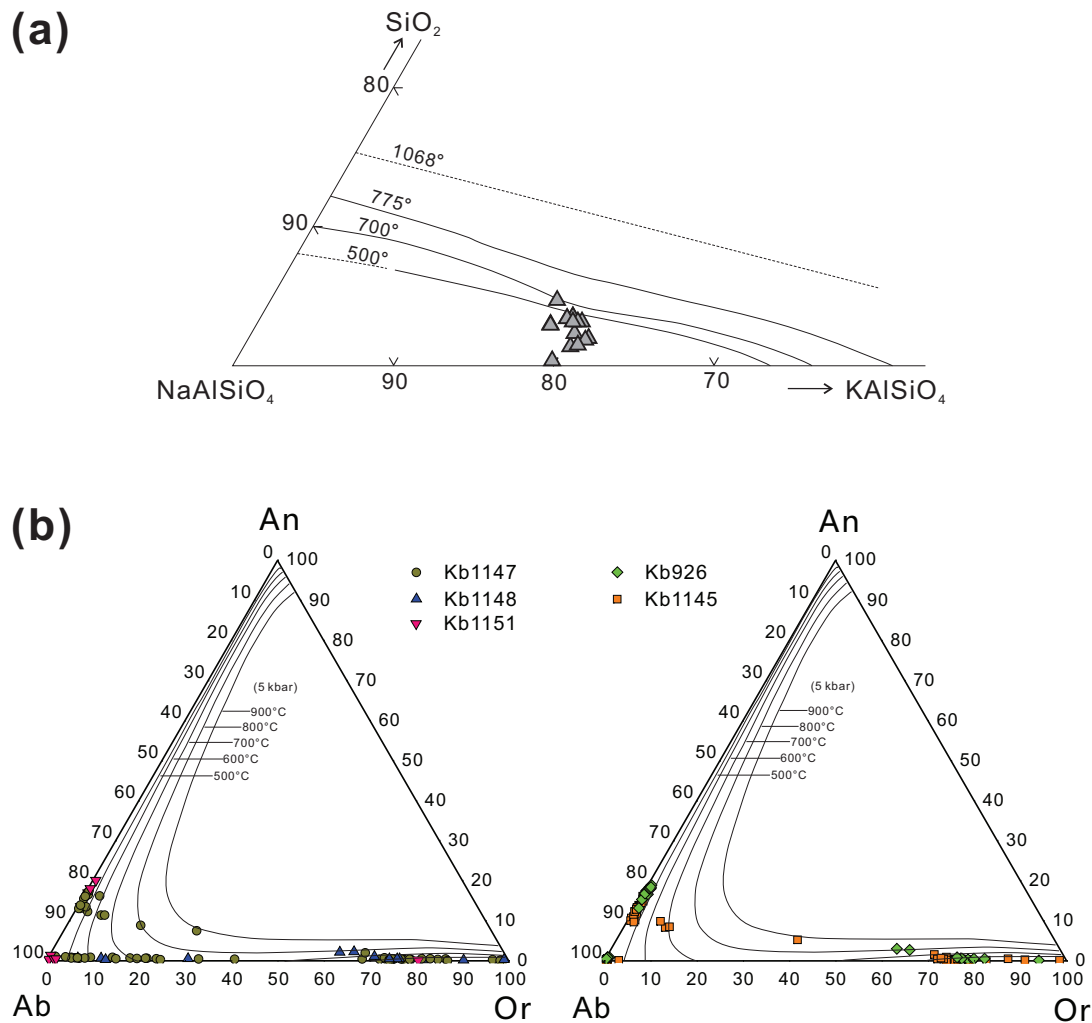 (a)
SiO2
80
1068°
775°
90
700°
500°
NaAlSiO4
90
80
70
KAlSiO4
(b)
An
0
100
10
90
20
80
30
70
40
60
50
50
60
40
70
30
80
20
90
10
100
0
(5 kbar)
900°C
800°C
700°C
600°C
500°C
0
10
20
30
40
50
60
70
80
90
100
Ab
Or
Kb1147
Kb1148
Kb1151
Kb926
Kb1145
An
0
100
10
90
20
80
30
70
40
60
50
50
60
40
70
30
80
20
90
10
100
0
(5 kbar)
900°C
800°C
700°C
600°C
500°C
0
10
20
30
40
50
60
70
80
90
100
Ab
Or